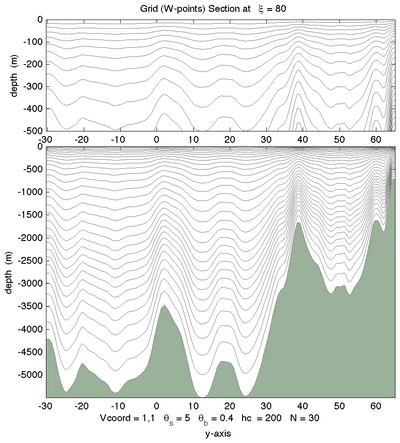 Grid (W-points) Section at ξ = 80
depth (m)
0
-100
-200
-300
-400
-500
-30 -20 -10 0 10 20 30 40 50 60
depth (m)
0
-500
-1000
-1500
-2000
-2500
-3000
-3500
-4000
-4500
-5000
-30 -20 -10 0 10 20 30 40 50 60
Vcoord = 1,1 θs = 5 θb = 0.4 hc = 200 N = 30
y-axis